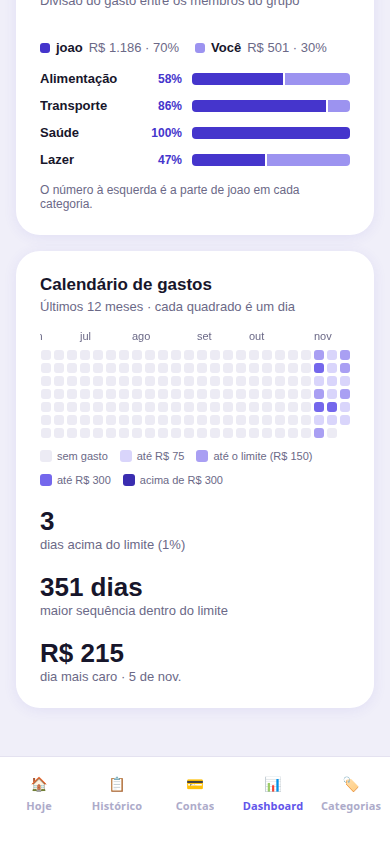 Divisão do gasto entre os membros do grupo
joao R$ 1.186 · 70% Você R$ 501 · 30%
Alimentação 58%
Transporte 86%
Saúde 100%
Lazer 47%
O número à esquerda é a parte de joao em cada
categoria.
Calendário de gastos
Últimos 12 meses · cada quadrado é um dia
jul ago set out nov
sem gasto até R$ 75 até o limite (R$ 150)
até R$ 300 acima de R$ 300
3
dias acima do limite (1%)
351 dias
maior sequência dentro do limite
R$ 215
dia mais caro · 5 de nov.
Hoje Histórico Contas Dashboard Categorias